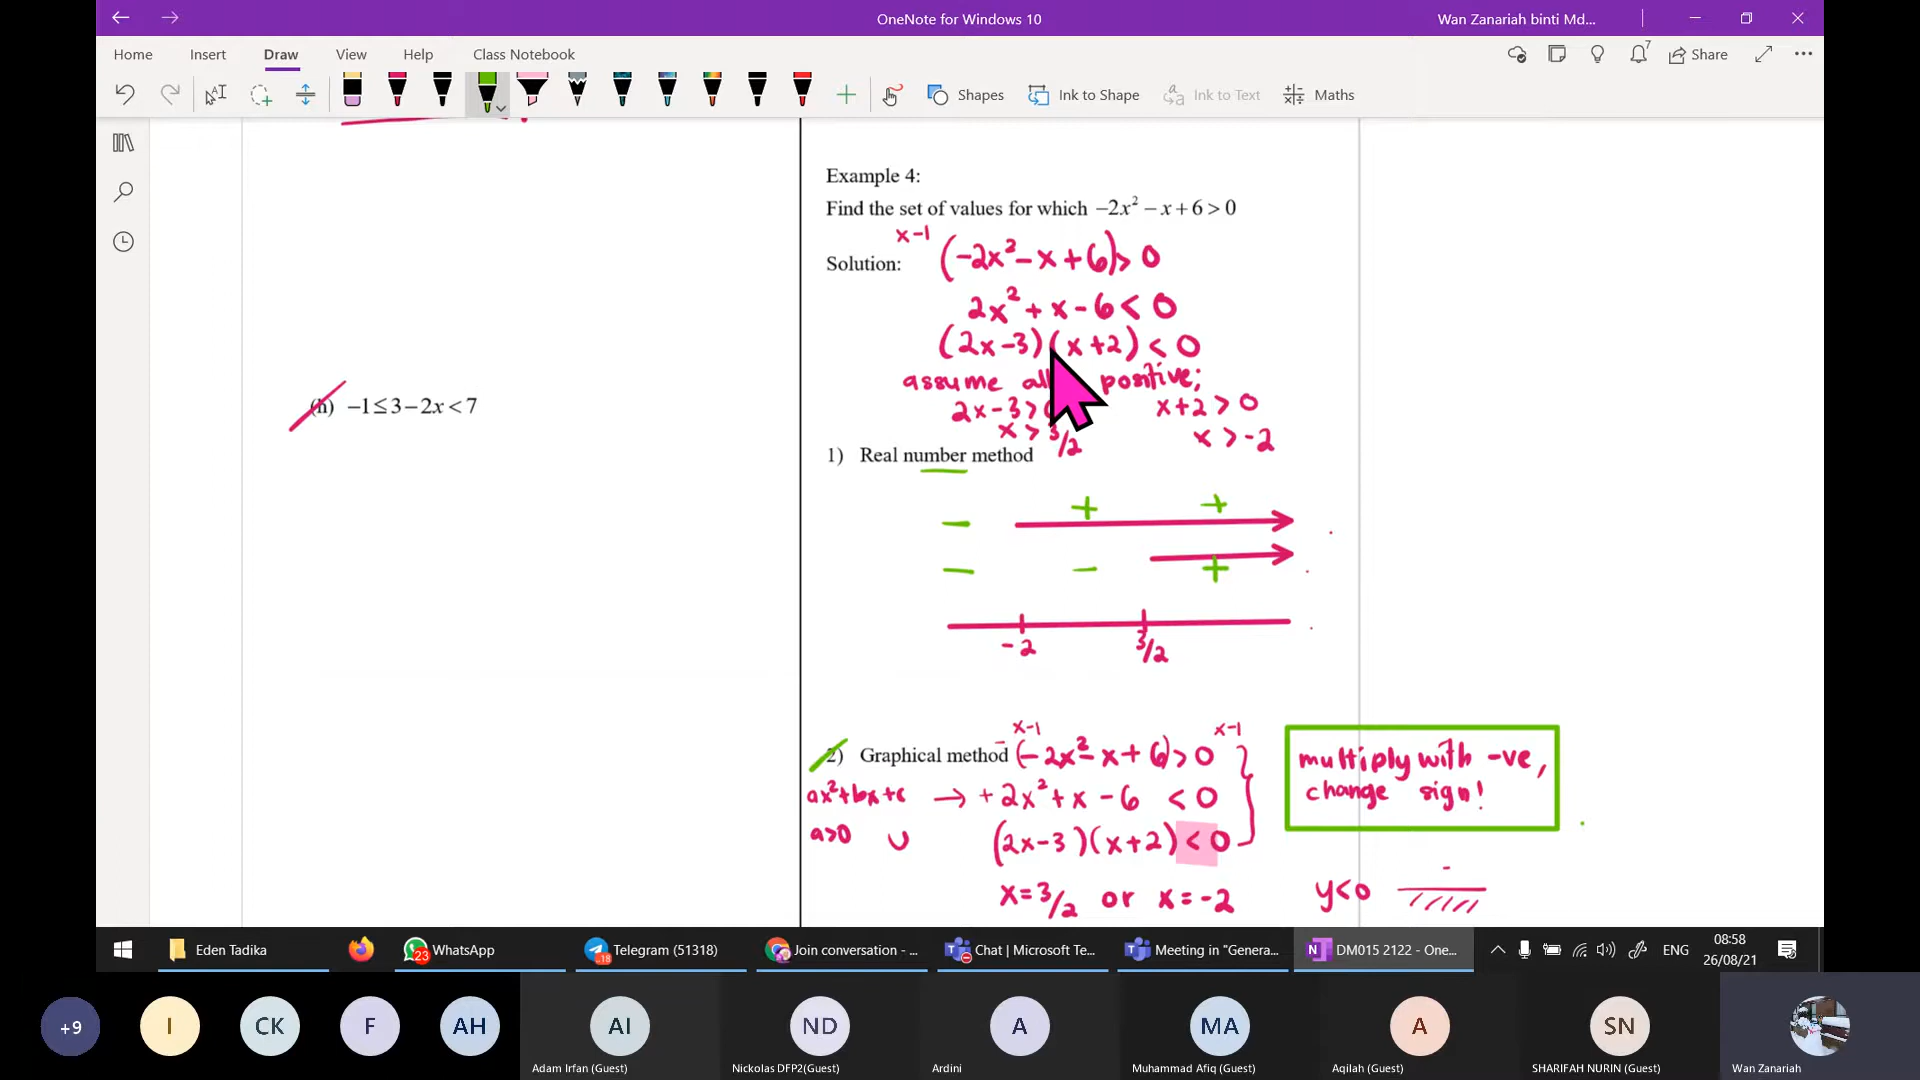 OneNote for Windows 10
Wan Zanariah binti Md...
Home Insert Draw View Help Class Notebook
7
Share
Shapes Ink to Shape Ink to Text Maths
Example 4:
Find the set of values for which −2x² − x + 6 > 0
x-1
Solution: (-2x² - x + 6) > 0
2x² + x - 6 < 0
(2x - 3)(x + 2) < 0
assume all positive;
2x - 3 > x + 2 > 0
x > 3/2 x > -2
(h) −1 ≤ 3 − 2x < 7
1) Real number method
- + +
- - +
-2 3/2
x-1 x-1
2) Graphical method -(-2x² - x + 6) > 0
ax² + bx + c → + 2x² + x - 6 < 0
a>0 ∪ (2x - 3)(x + 2) < 0
x = 3/2 or x = -2
multiply with -ve,
change sign!
y<0 -
Eden Tadika
23 WhatsApp
18 Telegram (51318)
Join conversation - ...
Chat | Microsoft Te...
Meeting in "Genera...
DM015 2122 - One...
ENG
08:58
26/08/21
+9 I CK F AH AI ND A MA A SN
Adam Irfan (Guest) Nickolas DFP2(Guest) Ardini Muhammad Afiq (Guest) Aqilah (Guest) SHARIFAH NURIN (Guest) Wan Zanariah